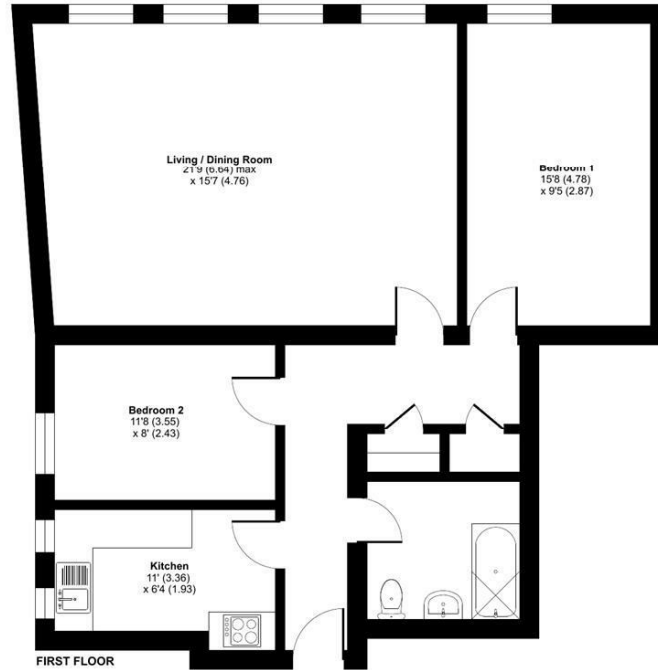 Living / Dining Room
21'9 (6.64) max
x 15'7 (4.76)
Bedroom 1
15'8 (4.78)
x 9'5 (2.87)
Bedroom 2
11'8 (3.55)
x 8' (2.43)
Kitchen
11' (3.36)
x 6'4 (1.93)
FIRST FLOOR